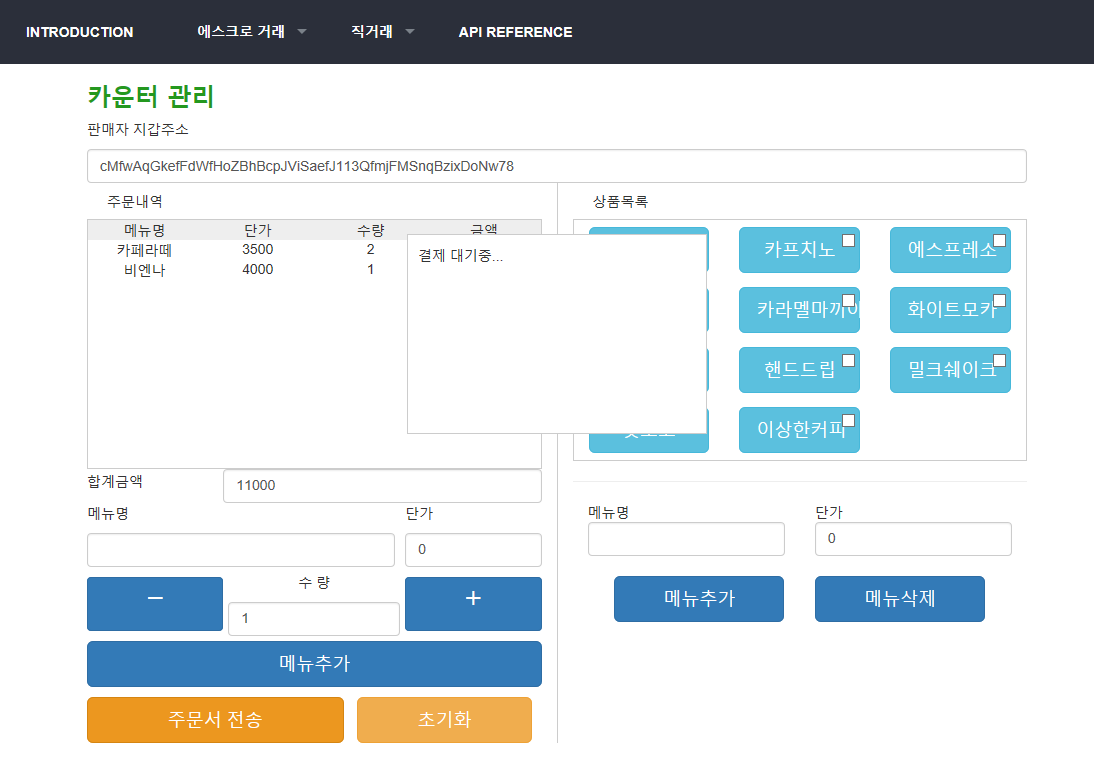 INTRODUCTION 에스크로 거래 직거래 API REFERENCE
카운터 관리
판매자 지갑주소
cMfwAqGkefFdWfHoZBhBcpJViSaefJ113QfmjFMSnqBzixDoNw78
주문내역
메뉴명 단가 수량 금액
카페라떼 3500 2
비엔나 4000 1
결제 대기중...
합계금액 11000
메뉴명 단가
0
수 량
− 1 +
메뉴추가
주문서 전송 초기화
상품목록
카프치노 에스프레소
카라멜마끼아 화이트모카
핸드드립 밀크쉐이크
이상한커피
메뉴명 단가
0
메뉴추가 메뉴삭제